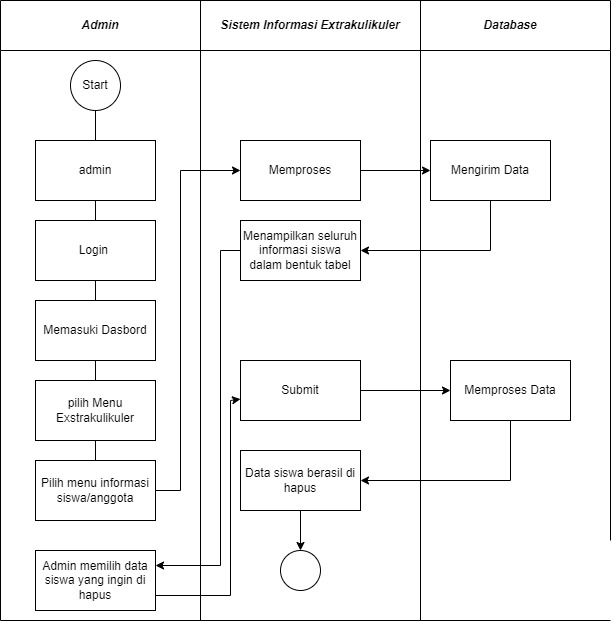 Admin
Sistem Informasi Extrakulikuler
Database
Start
admin
Memproses
Mengirim Data
Login
Menampilkan seluruh
informasi siswa
dalam bentuk tabel
Memasuki Dasbord
pilih Menu
Exstrakulikuler
Submit
Memproses Data
Pilih menu informasi
siswa/anggota
Data siswa berasil di
hapus
Admin memilih data
siswa yang ingin di
hapus